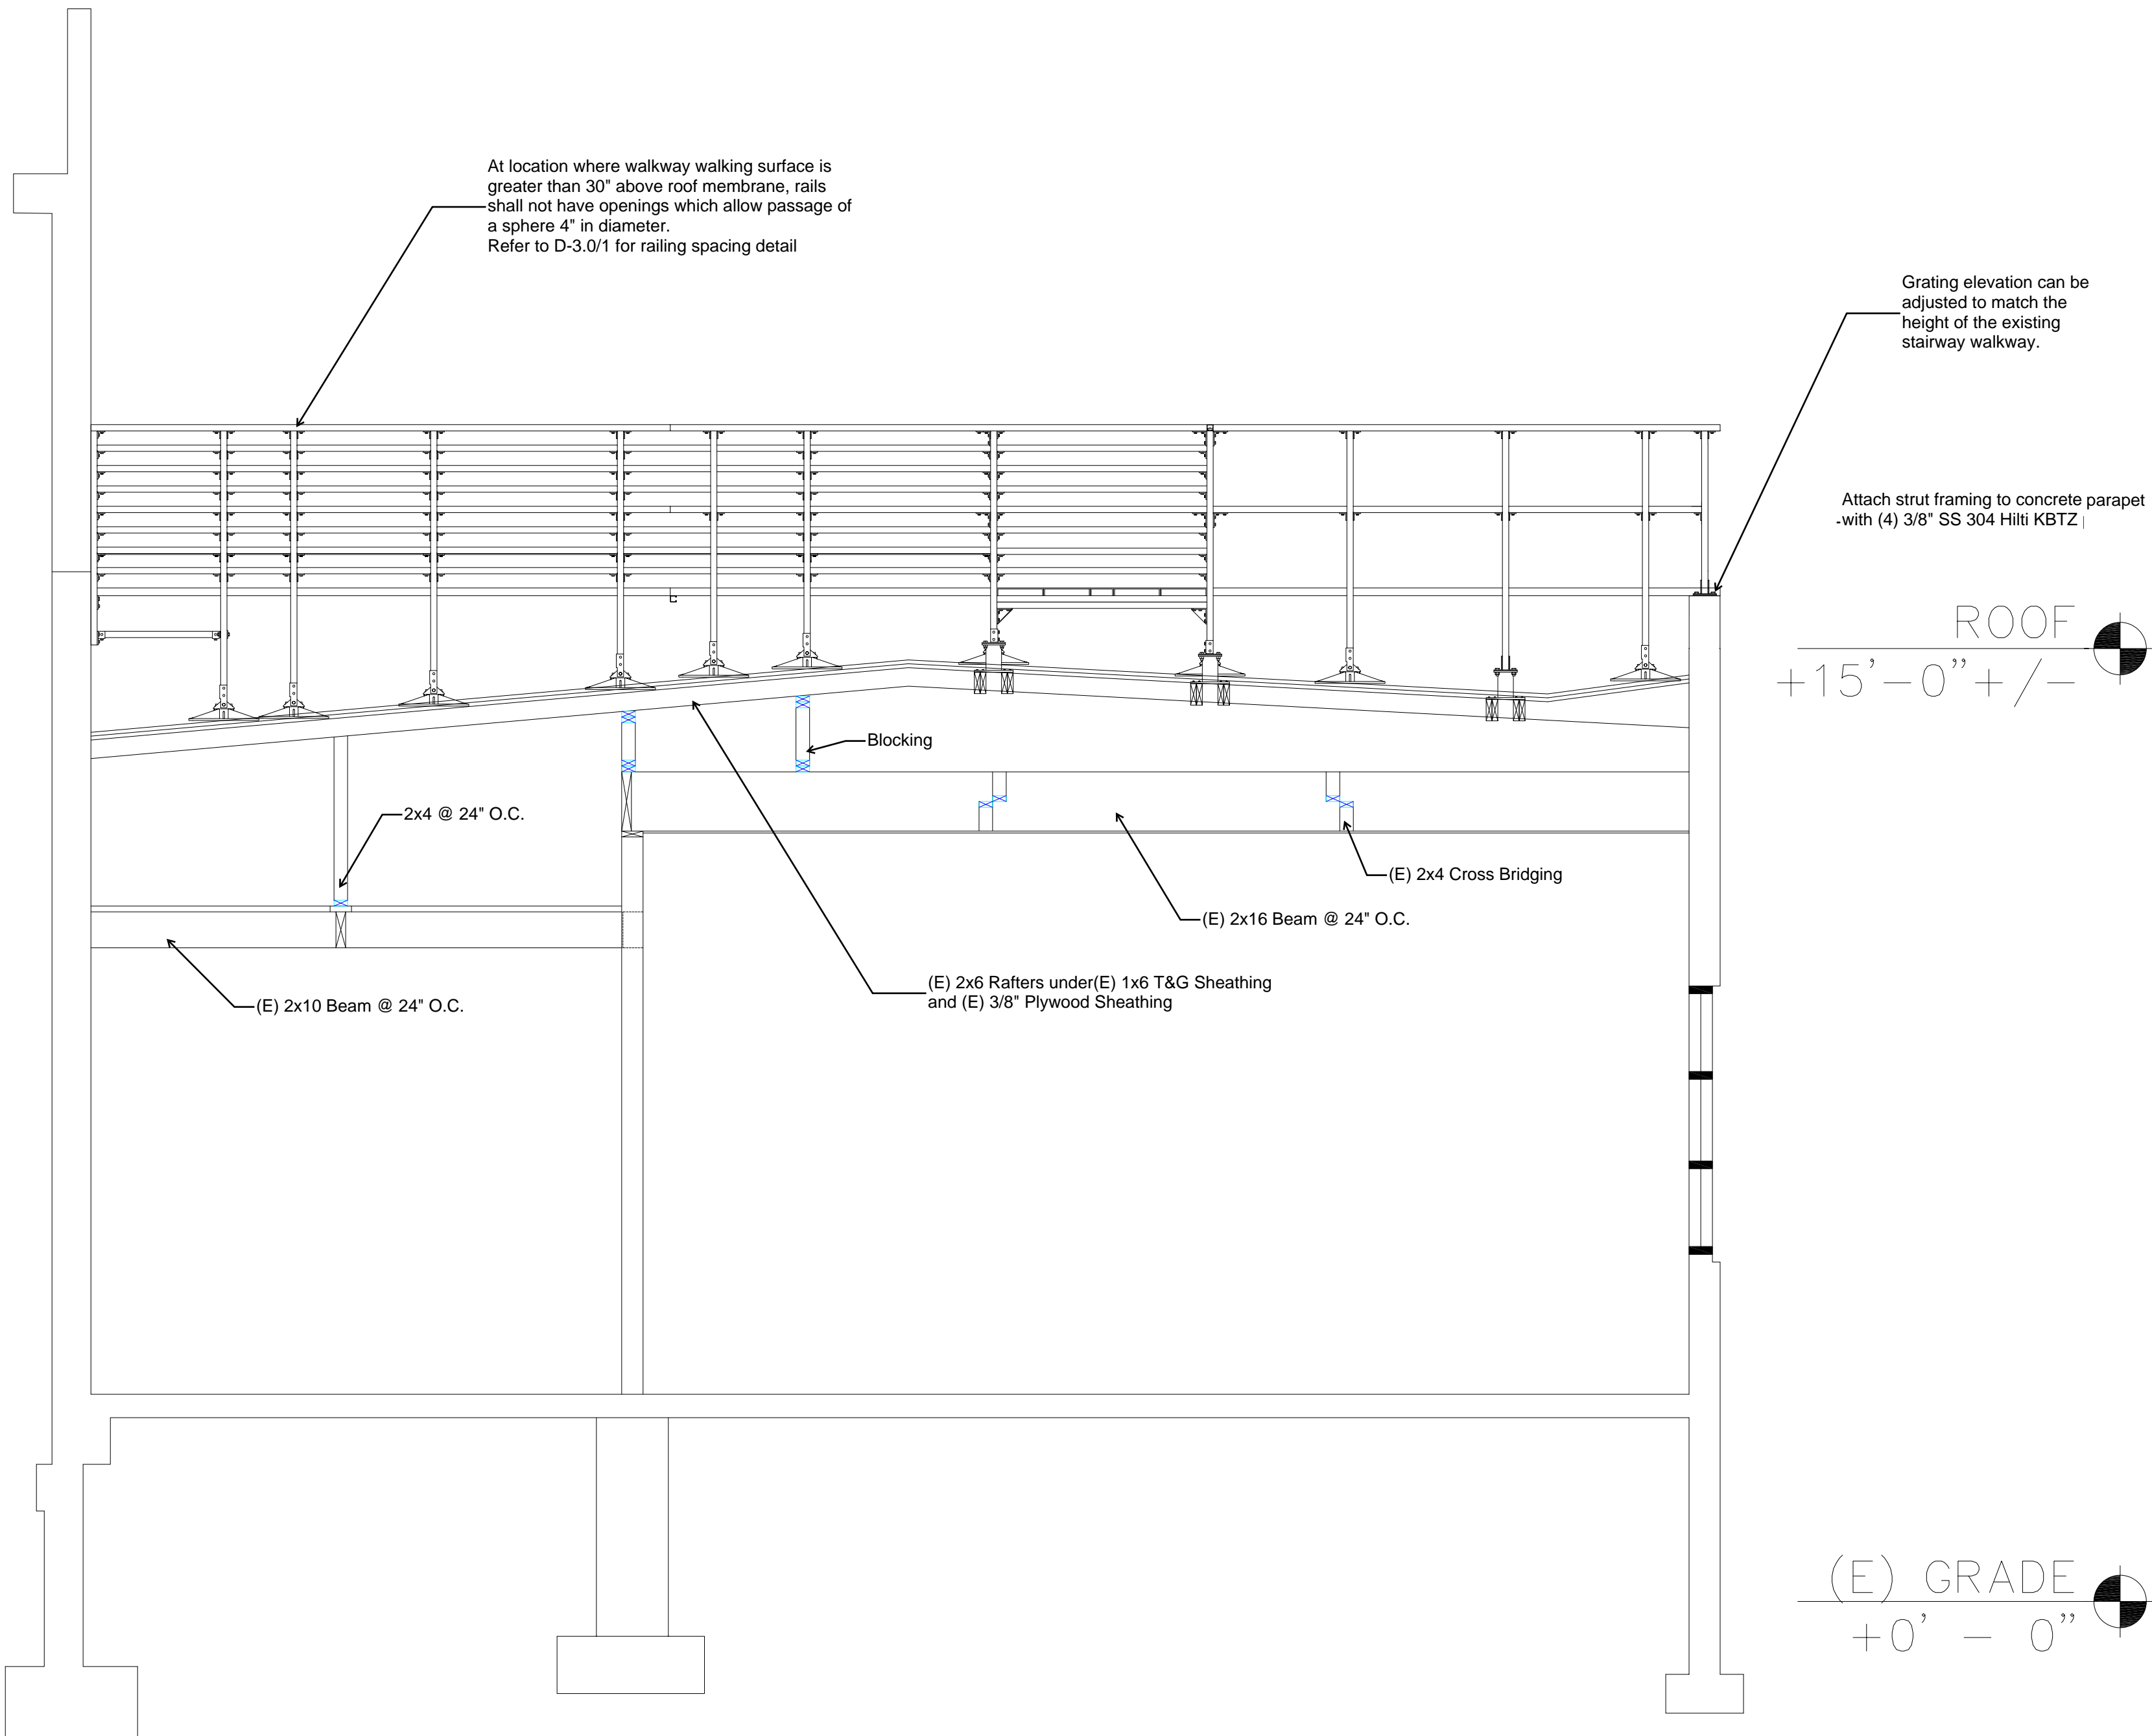 At location where walkway walking surface is
greater than 30" above roof membrane, rails
shall not have openings which allow passage of
a sphere 4" in diameter.
Refer to D-3.0/1 for railing spacing detail
Grating elevation can be
adjusted to match the
height of the existing
stairway walkway.
Attach strut framing to concrete parapet
with (4) 3/8" SS 304 Hilti KBTZ
ROOF
+15'-0"+/-
Blocking
2x4 @ 24" O.C.
(E) 2x4 Cross Bridging
(E) 2x16 Beam @ 24" O.C.
(E) 2x6 Rafters under(E) 1x6 T&G Sheathing
and (E) 3/8" Plywood Sheathing
(E) 2x10 Beam @ 24" O.C.
(E) GRADE
+0' - 0"